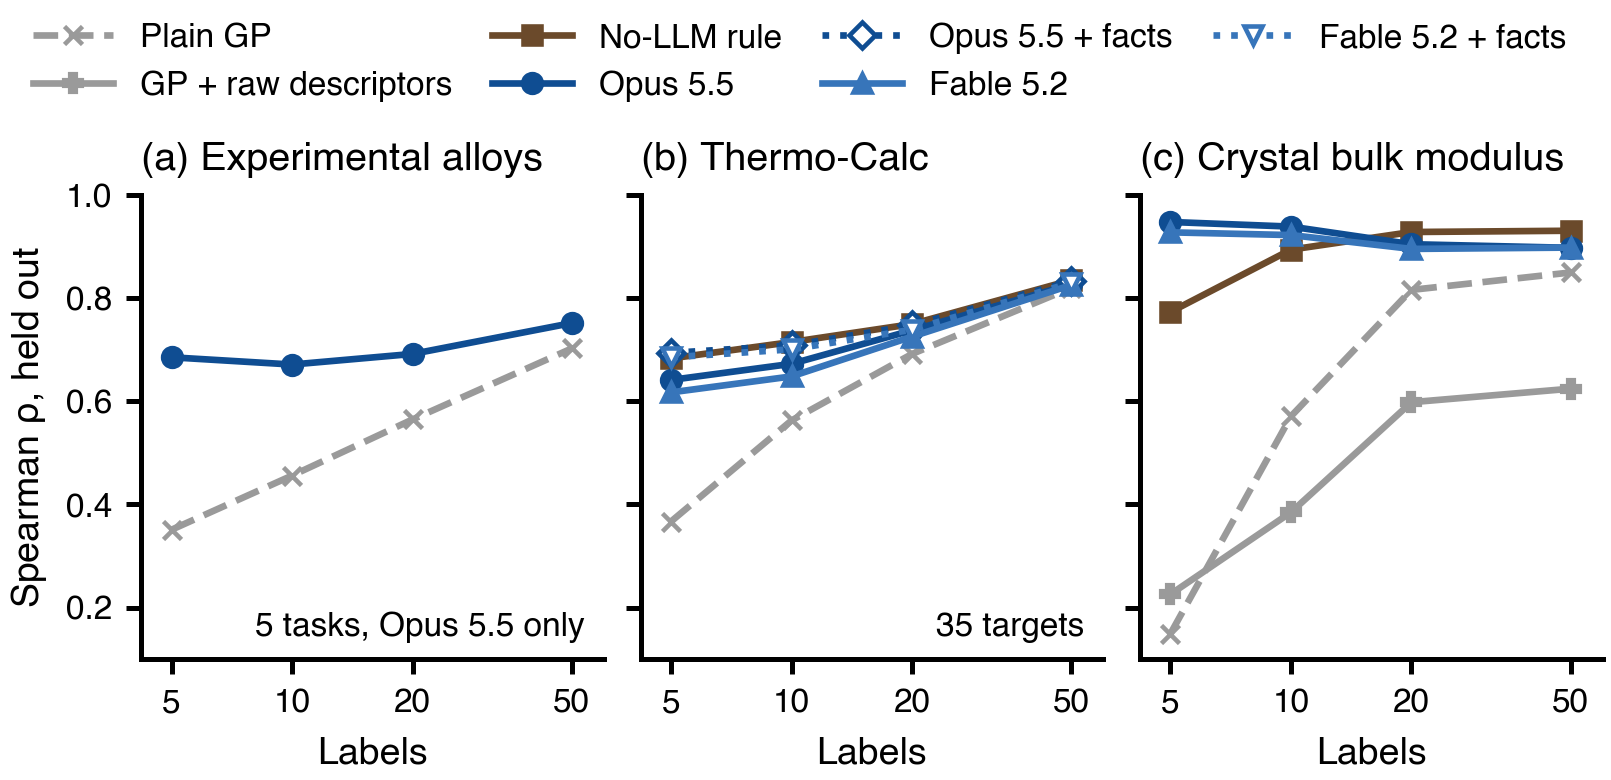 Plain GP
No-LLM rule
Opus 5.5 + facts
Fable 5.2 + facts
GP + raw descriptors
Opus 5.5
Fable 5.2
(a) Experimental alloys
(b) Thermo-Calc
(c) Crystal bulk modulus
Spearman ρ, held out
1.0
0.8
0.6
0.4
0.2
5 tasks, Opus 5.5 only
35 targets
5 10 20 50
5 10 20 50
5 10 20 50
Labels
Labels
Labels